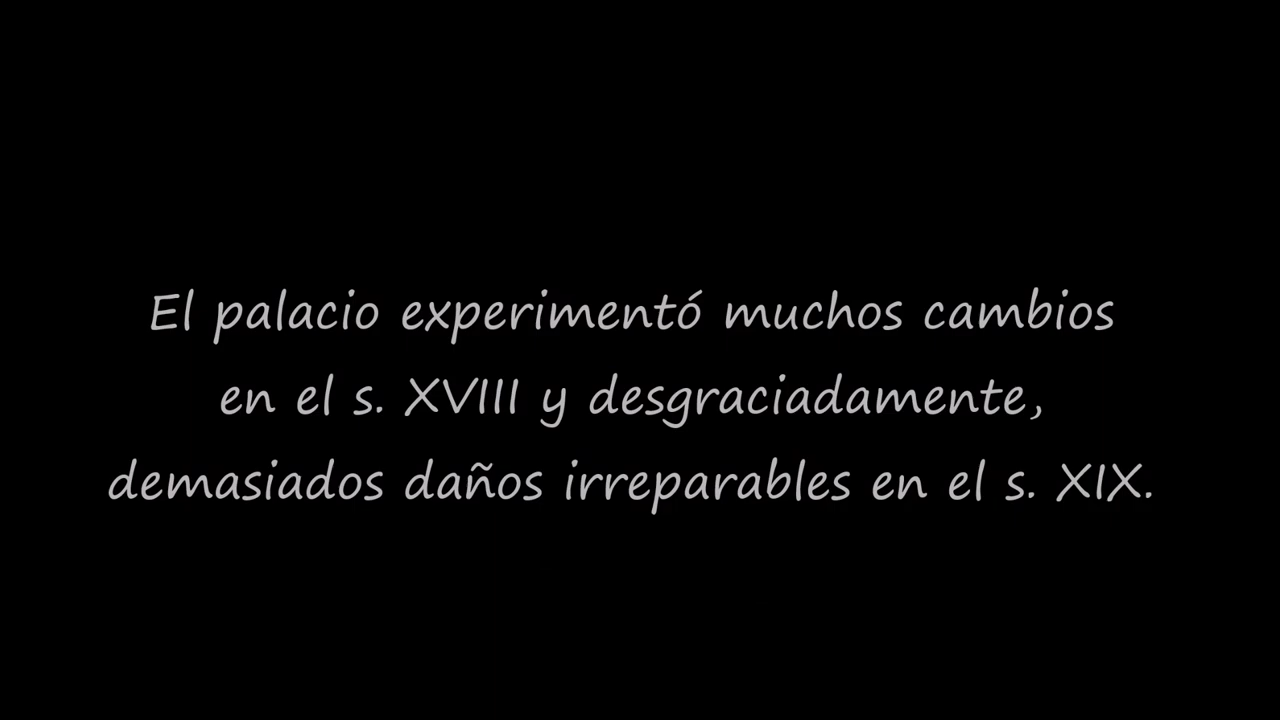 El palacio experimentó muchos cambios
en el s. XVIII y desgraciadamente,
demasiados daños irreparables en el s. XIX.